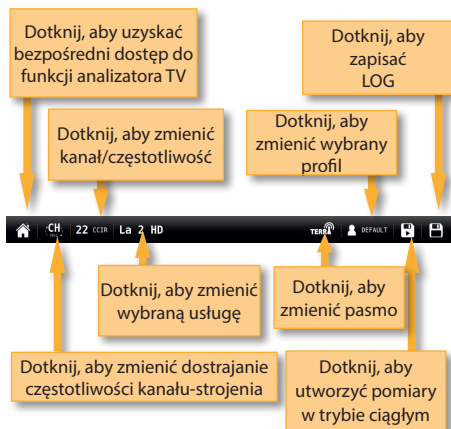 Dotknij, aby uzyskać
bezpośredni dostęp do
funkcji analizatora TV
Dotknij, aby
zapisać
LOG
Dotknij, aby zmienić
kanał/częstotliwość
Dotknij, aby
zmienić wybrany
profil
CH
22 CCIR
La 2 HD
TERR
DEFAULT
Dotknij, aby zmienić
wybraną usługę
Dotknij, aby
zmienić pasmo
Dotknij, aby zmienić dostrajanie
częstotliwości kanału-strojenia
Dotknij, aby
utworzyć pomiary
w trybie ciągłym